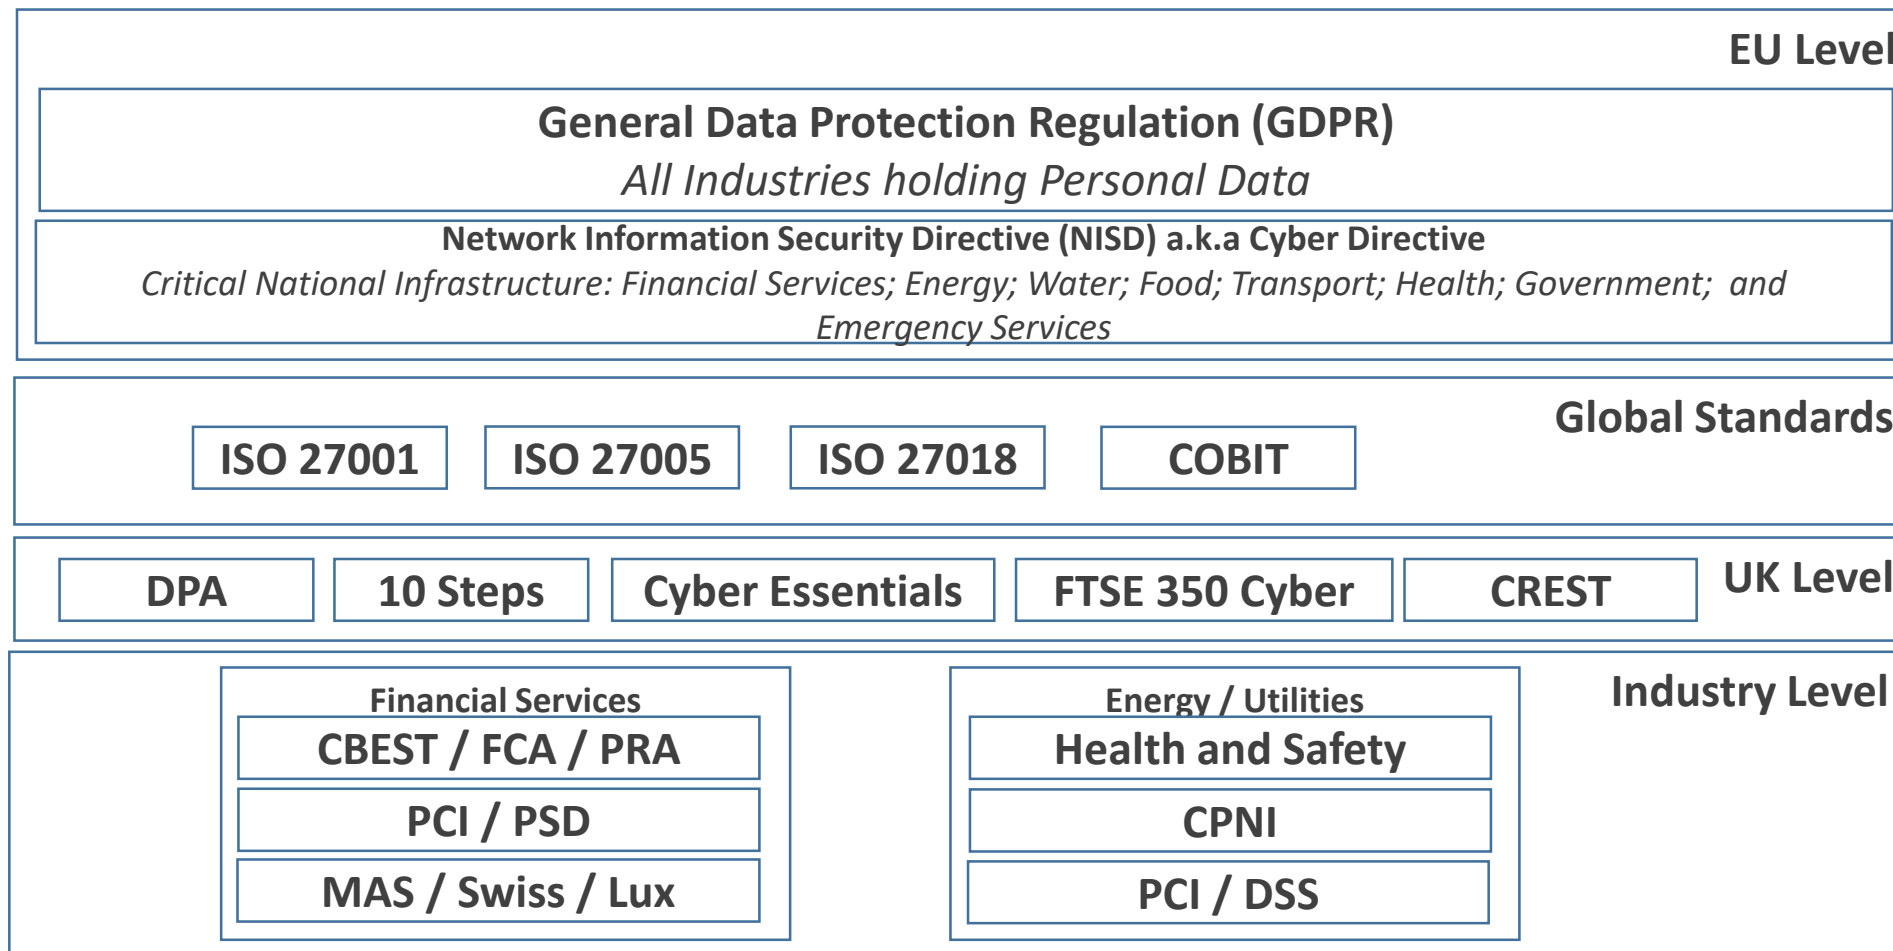 EU Level
General Data Protection Regulation (GDPR)
All Industries holding Personal Data
Network Information Security Directive (NISD) a.k.a Cyber Directive
Critical National Infrastructure: Financial Services; Energy; Water; Food; Transport; Health; Government; and
Emergency Services
Global Standards
ISO 27001
ISO 27005
ISO 27018
COBIT
UK Level
DPA
10 Steps
Cyber Essentials
FTSE 350 Cyber
CREST
Industry Level
Financial Services
CBEST / FCA / PRA
PCI / PSD
MAS / Swiss / Lux
Energy / Utilities
Health and Safety
CPNI
PCI / DSS